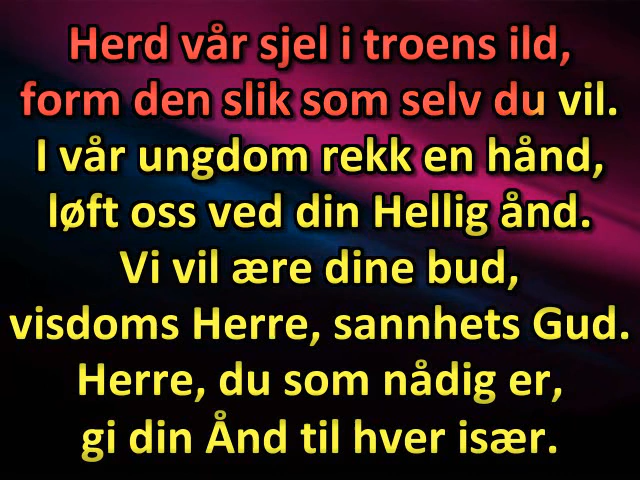 Herd vår sjel i troens ild,
form den slik som selv du vil.
I vår ungdom rekk en hånd,
løft oss ved din Hellig ånd.
Vi vil ære dine bud,
visdoms Herre, sannhets Gud.
Herre, du som nådig er,
gi din Ånd til hver især.